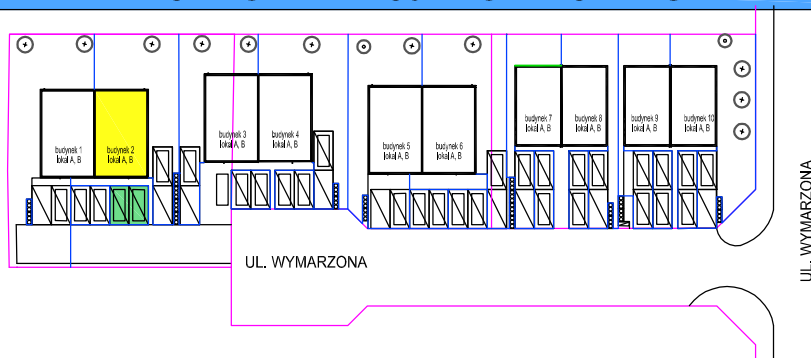 budynek 1
lokal A, B
budynek 2
lokal A, B
budynek 3
lokal A, B
budynek 4
lokal A, B
budynek 5
lokal A, B
budynek 6
lokal A, B
budynek 7
lokal A, B
budynek 8
lokal A, B
budynek 9
lokal A, B
budynek 10
lokal A, B
UL. WYMARZONA
UL. WYMARZONA